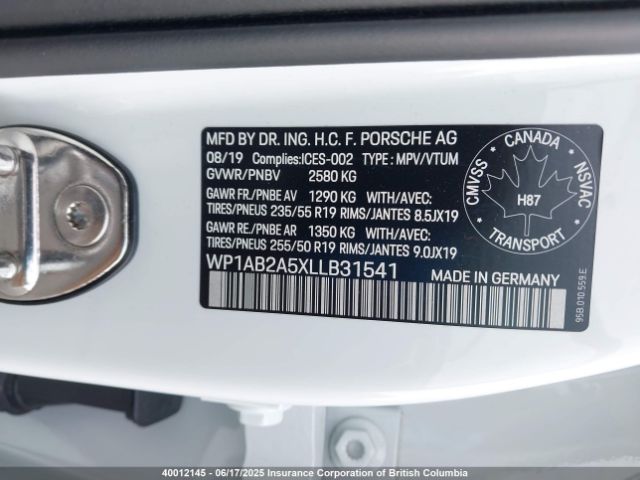 MFD BY DR. ING. H.C. F. PORSCHE AG
08/19 Complies:ICES-002 TYPE : MPV/VTUM
GVWR/PNBV 2580 KG
GAWR FR./PNBE AV 1290 KG WITH/AVEC:
TIRES/PNEUS 235/55 R19 RIMS/JANTES 8.5JX19
GAWR RE./PNBE AR 1350 KG WITH/AVEC:
TIRES/PNEUS 255/50 R19 RIMS/JANTES 9.0JX19
WP1AB2A5XLLB31541 MADE IN GERMANY
CANADA
CMVSS
NSVAC
H87
TRANSPORT
95B.010.559.E
40012145 - 06/17/2025 Insurance Corporation of British Columbia